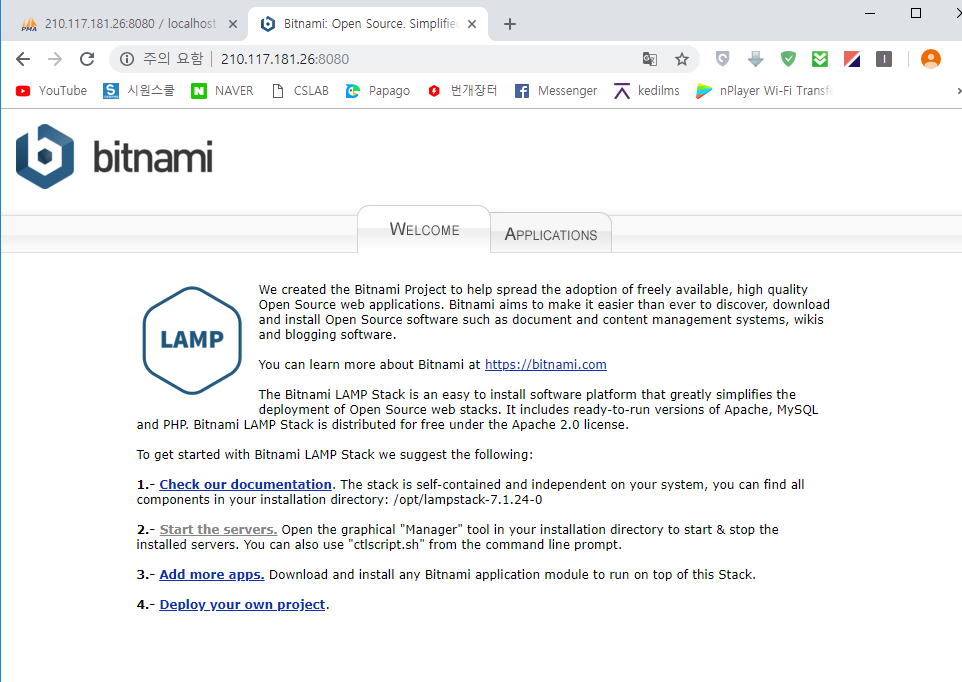 210.117.181.26:8080 / localhost
Bitnami: Open Source. Simplifie
주의 요함
210.117.181.26:8080
YouTube
시원스쿨
NAVER
CSLAB
Papago
번개장터
Messenger
kedilms
nPlayer Wi-Fi Transf
bitnami
WELCOME
APPLICATIONS
LAMP
We created the Bitnami Project to help spread the adoption of freely available, high quality
Open Source web applications. Bitnami aims to make it easier than ever to discover, download
and install Open Source software such as document and content management systems, wikis
and blogging software.
You can learn more about Bitnami at https://bitnami.com
The Bitnami LAMP Stack is an easy to install software platform that greatly simplifies the
deployment of Open Source web stacks. It includes ready-to-run versions of Apache, MySQL
and PHP. Bitnami LAMP Stack is distributed for free under the Apache 2.0 license.
To get started with Bitnami LAMP Stack we suggest the following:
1.- Check our documentation. The stack is self-contained and independent on your system, you can find all
components in your installation directory: /opt/lampstack-7.1.24-0
2.- Start the servers. Open the graphical "Manager" tool in your installation directory to start & stop the
installed servers. You can also use "ctlscript.sh" from the command line prompt.
3.- Add more apps. Download and install any Bitnami application module to run on top of this Stack.
4.- Deploy your own project.